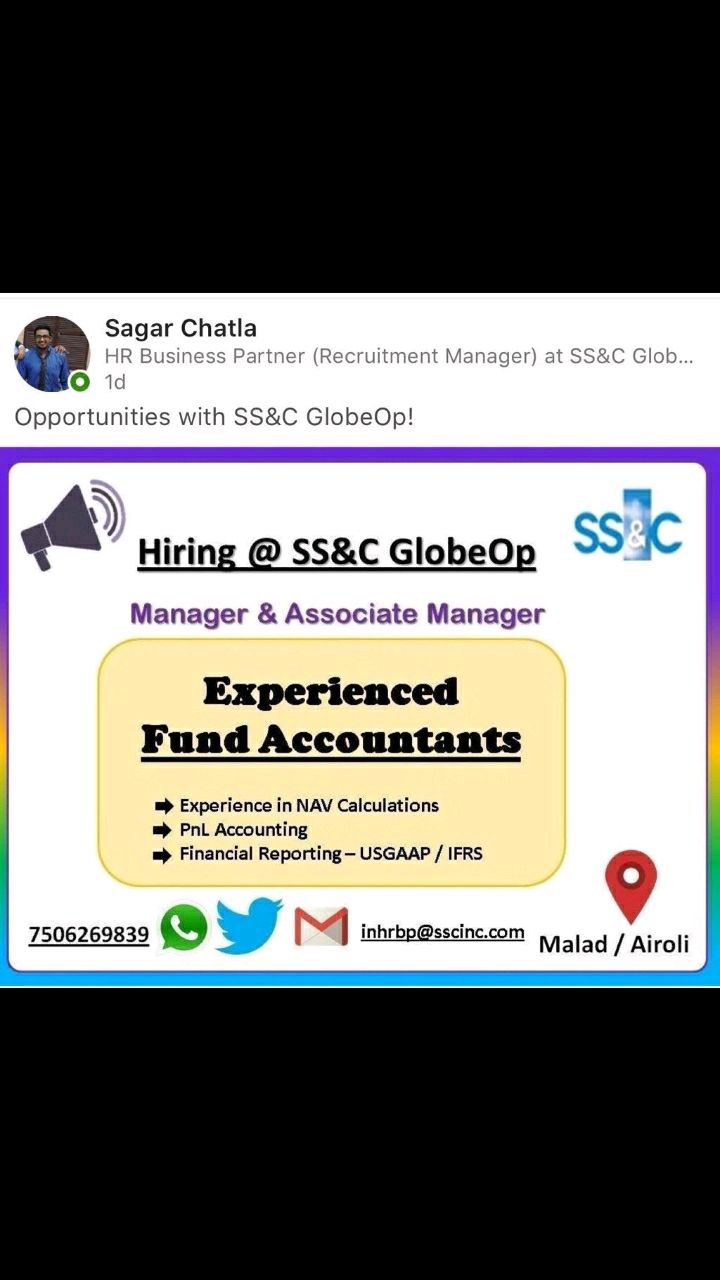 Sagar Chatla
HR Business Partner (Recruitment Manager) at SS&C Glob...
1d
Opportunities with SS&C GlobeOp!
SS&C
Hiring @ SS&C GlobeOp
Manager & Associate Manager
Experienced
Fund Accountants
Experience in NAV Calculations
PnL Accounting
Financial Reporting – USGAAP / IFRS
7506269839
inhrbp@sscinc.com
Malad / Airoli